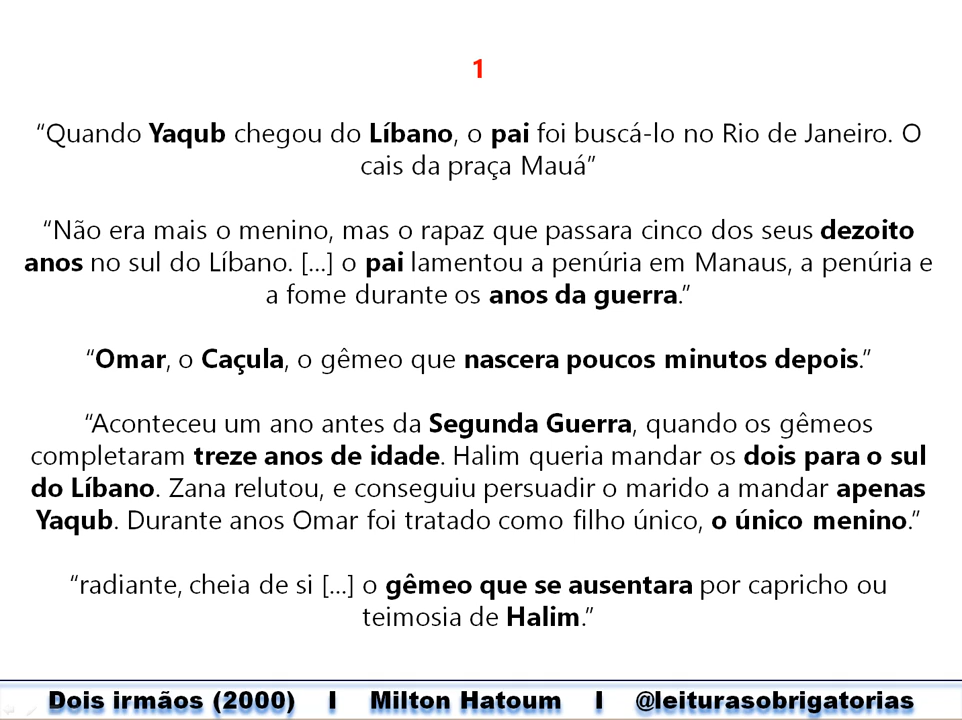 1
“Quando Yaqub chegou do Líbano, o pai foi buscá-lo no Rio de Janeiro. O
cais da praça Mauá”
“Não era mais o menino, mas o rapaz que passara cinco dos seus dezoito
anos no sul do Líbano. [...] o pai lamentou a penúria em Manaus, a penúria e
a fome durante os anos da guerra.”
“Omar, o Caçula, o gêmeo que nascera poucos minutos depois.”
“Aconteceu um ano antes da Segunda Guerra, quando os gêmeos
completaram treze anos de idade. Halim queria mandar os dois para o sul
do Líbano. Zana relutou, e conseguiu persuadir o marido a mandar apenas
Yaqub. Durante anos Omar foi tratado como filho único, o único menino.”
“radiante, cheia de si [...] o gêmeo que se ausentara por capricho ou
teimosia de Halim.”
Dois irmãos (2000) I Milton Hatoum I @leiturasobrigatorias